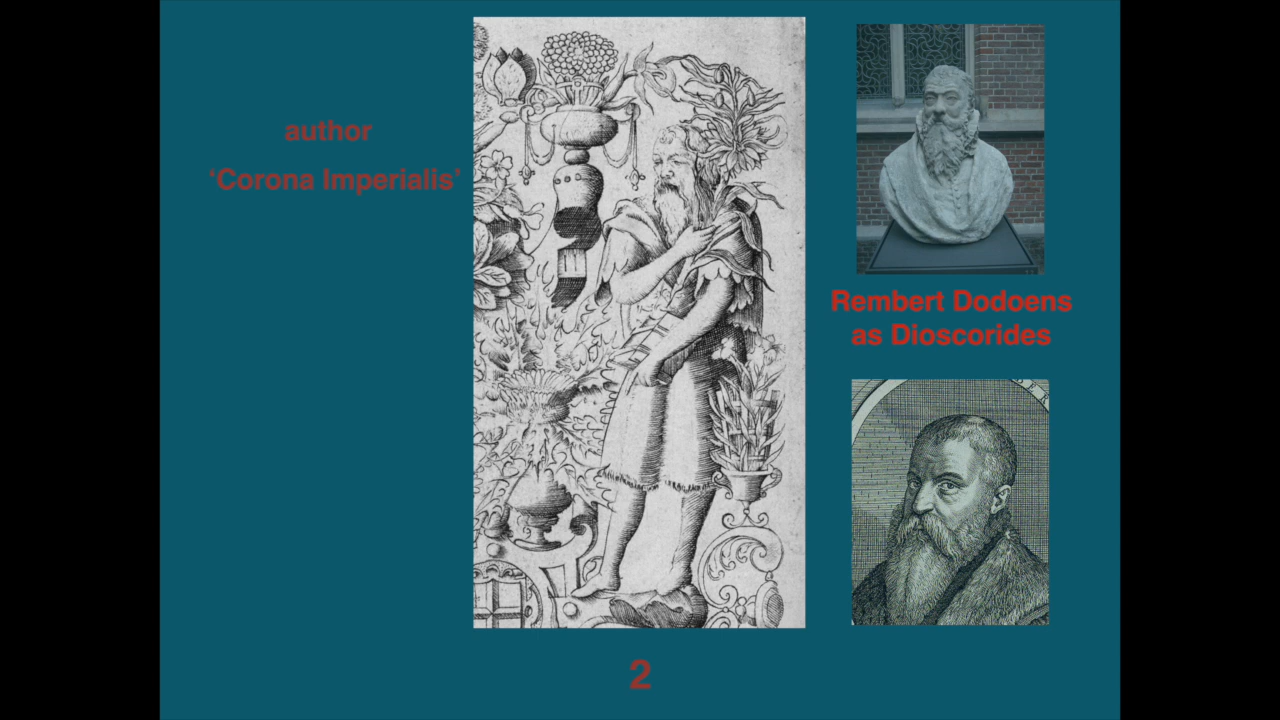 author
‘Corona Imperialis’
Rembert Dodoens
as Dioscorides
2